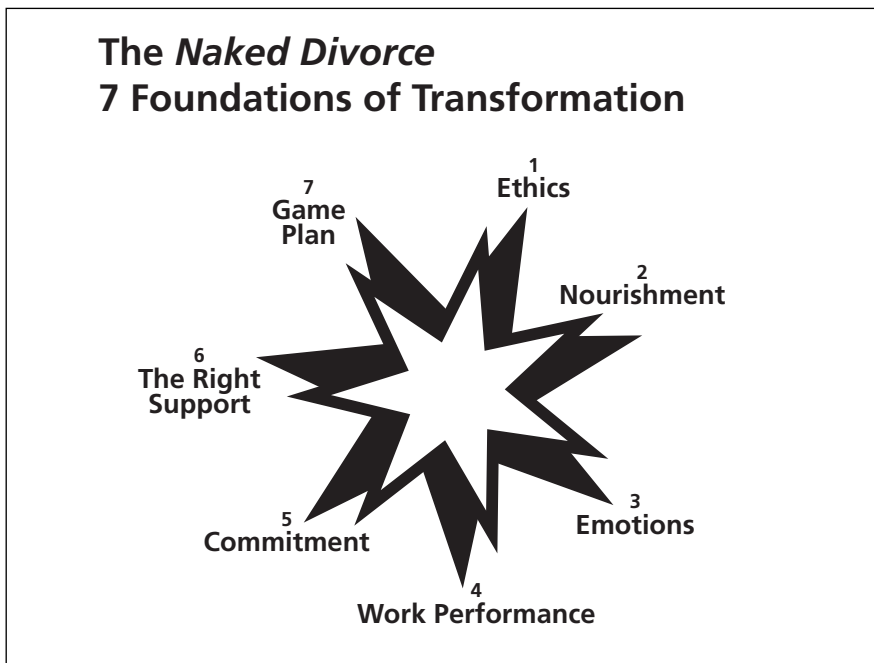 The Naked Divorce
7 Foundations of Transformation
1
Ethics
2
Nourishment
3
Emotions
4
Work Performance
5
Commitment
6
The Right
Support
7
Game
Plan